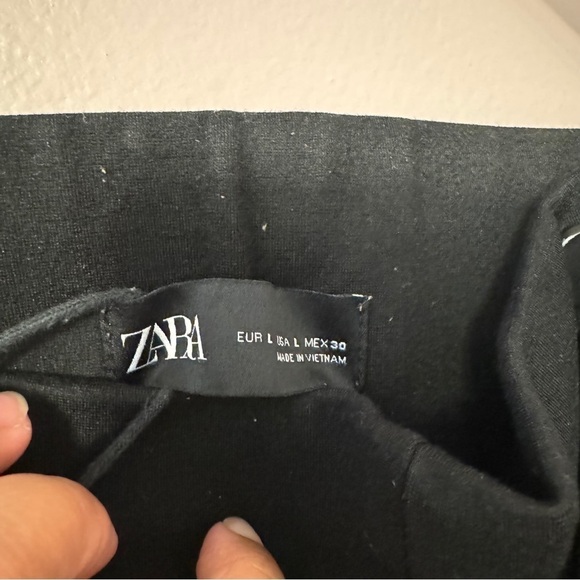 ZARA
EUR L USA L MEX 30
MADE IN VIETNAM